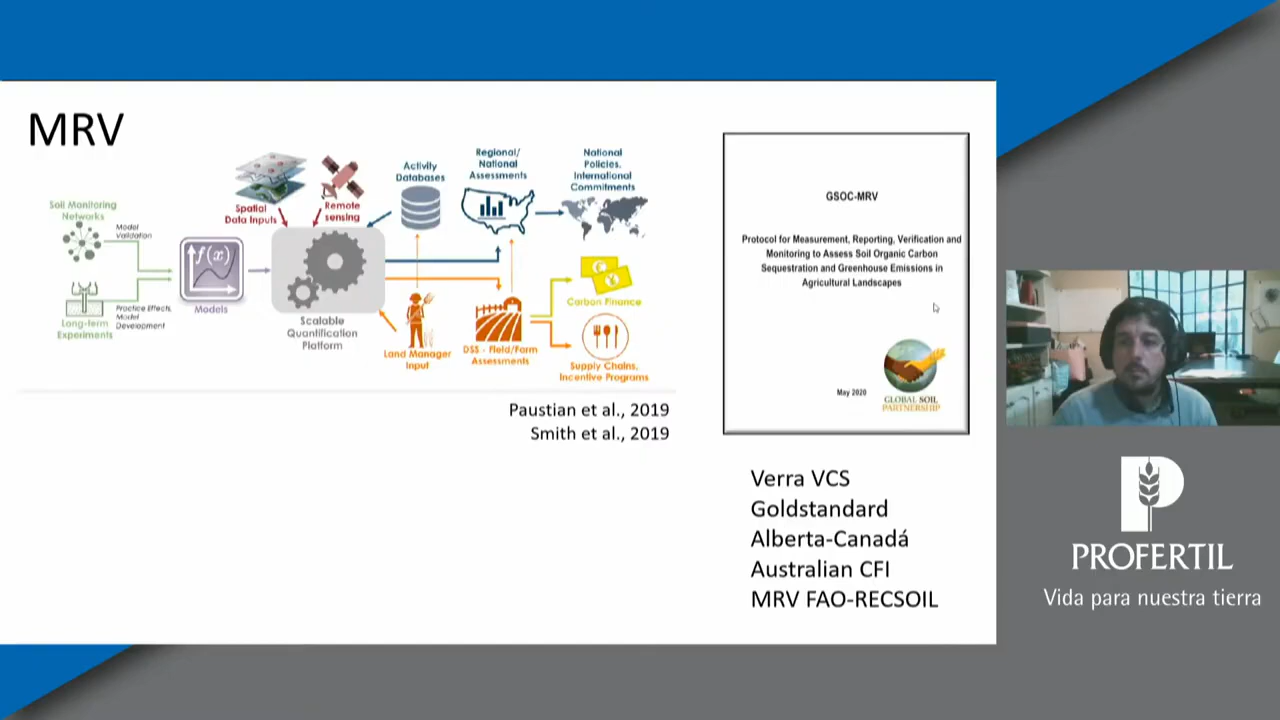 MRV
Soil Monitoring
Networks
Model
Validation
Long-term
Experiments
Practice Effects,
Model
Development
f(x)
Models
Spatial
Data Inputs
Remote
sensing
Scalable
Quantification
Platform
Activity
Databases
Land Manager
Input
Regional/
National
Assessments
DSS - Field/Farm
Assessments
National
Policies,
International
Commitments
Carbon Finance
Supply Chains,
Incentive Programs
Paustian et al., 2019
Smith et al., 2019
GSOC-MRV
Protocol for Measurement, Reporting, Verification and
Monitoring to Assess Soil Organic Carbon
Sequestration and Greenhouse Emissions in
Agricultural Landscapes
May 2020
GLOBAL SOIL
PARTNERSHIP
Verra VCS
Goldstandard
Alberta-Canadá
Australian CFI
MRV FAO-RECSOIL
PROFERTIL
Vida para nuestra tierra